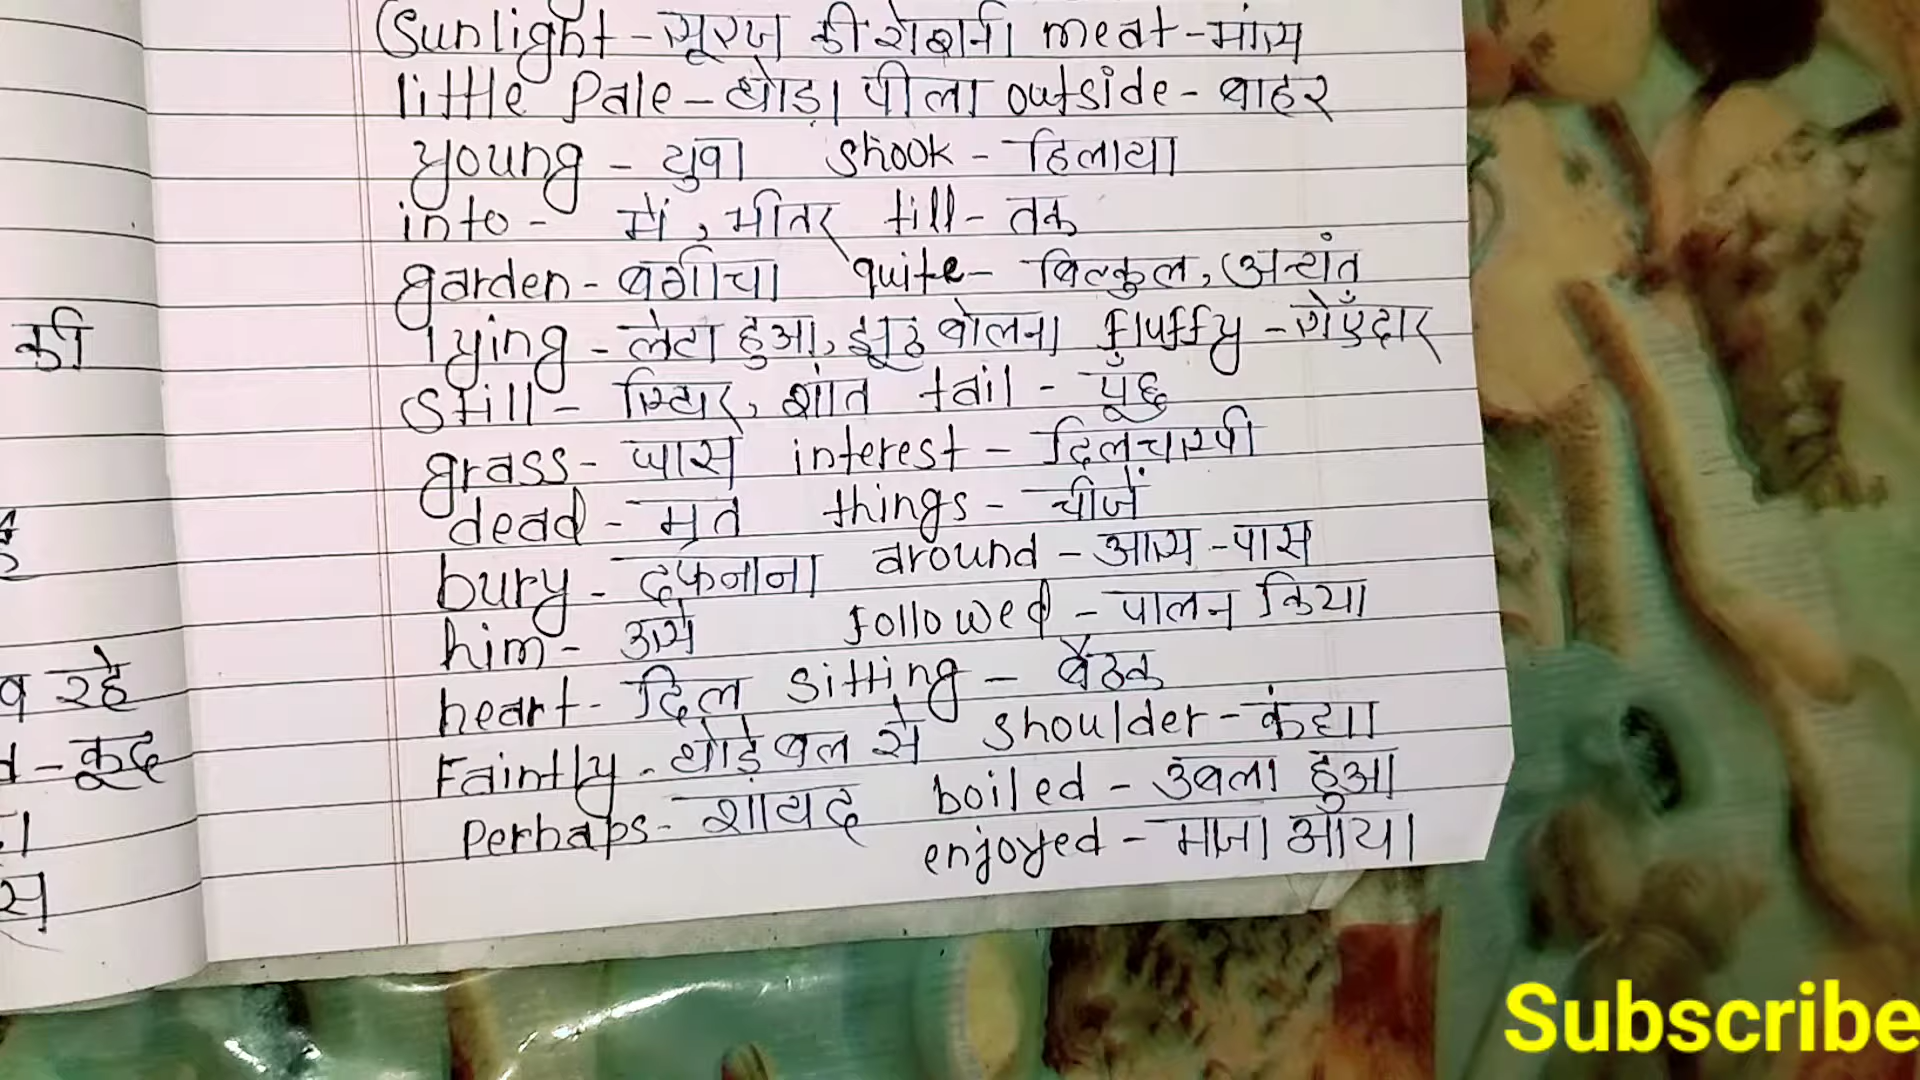 Sunlight - सूरज की रोशनी meat - मांस
little Pale - थोड़ा पीला outside - बाहर
young - युवा shook - हिलाया
into - में, भीतर till - तक
garden - बगीचा quite - बिल्कुल, अत्यंत
lying - लेटा हुआ, झूठ बोलना fluffy - रोएँदार
Still - स्थिर, शांत tail - पूँछ
grass - घास interest - दिलचस्पी
dead - मृत things - चीजें
bury - दफनाना around - आस-पास
him - उसे followed - पालन किया
heart - दिल sitting - बैठक
Faintly - थोड़े बल से shoulder - कंधा
Perhaps - शायद boiled - उबला हुआ
enjoyed - मजा आया
की
रहे
- कूद
स
Subscribe